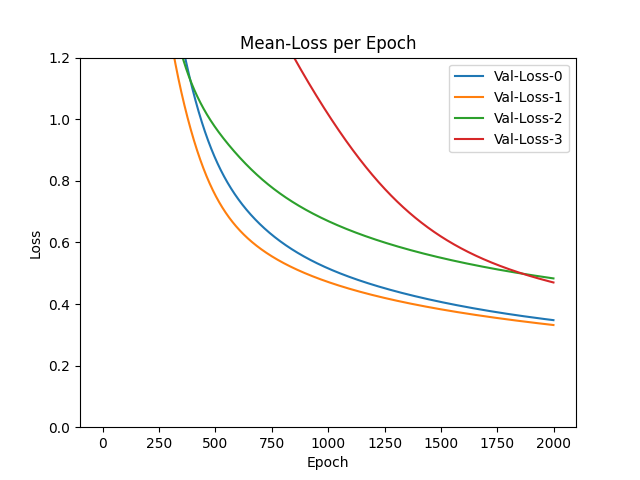 Mean-Loss per Epoch
Val-Loss-0
Val-Loss-1
Val-Loss-2
Val-Loss-3
Loss
1.2
1.0
0.8
0.6
0.4
0.2
0.0
0 250 500 750 1000 1250 1500 1750 2000
Epoch